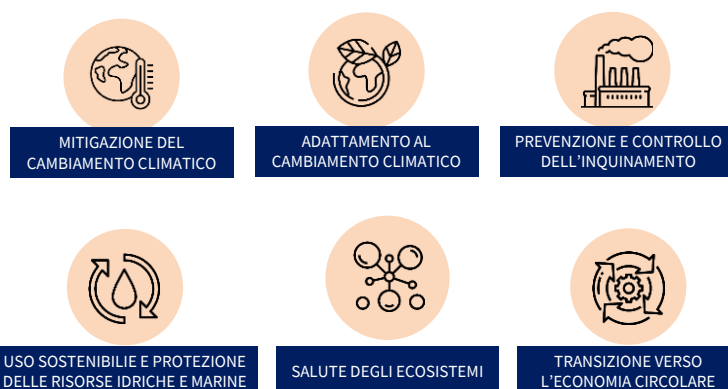 MITIGAZIONE DEL
CAMBIAMENTO CLIMATICO
ADATTAMENTO AL
CAMBIAMENTO CLIMATICO
PREVENZIONE E CONTROLLO
DELL'INQUINAMENTO
USO SOSTENIBILIE E PROTEZIONE
DELLE RISORSE IDRICHE E MARINE
SALUTE DEGLI ECOSISTEMI
TRANSIZIONE VERSO
L'ECONOMIA CIRCOLARE